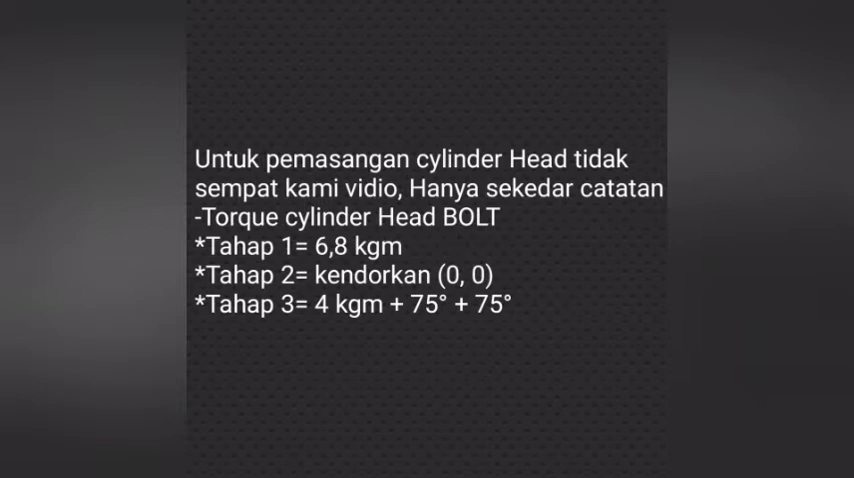 Untuk pemasangan cylinder Head tidak
sempat kami vidio, Hanya sekedar catatan
-Torque cylinder Head BOLT
*Tahap 1= 6,8 kgm
*Tahap 2= kendorkan (0, 0)
*Tahap 3= 4 kgm + 75° + 75°